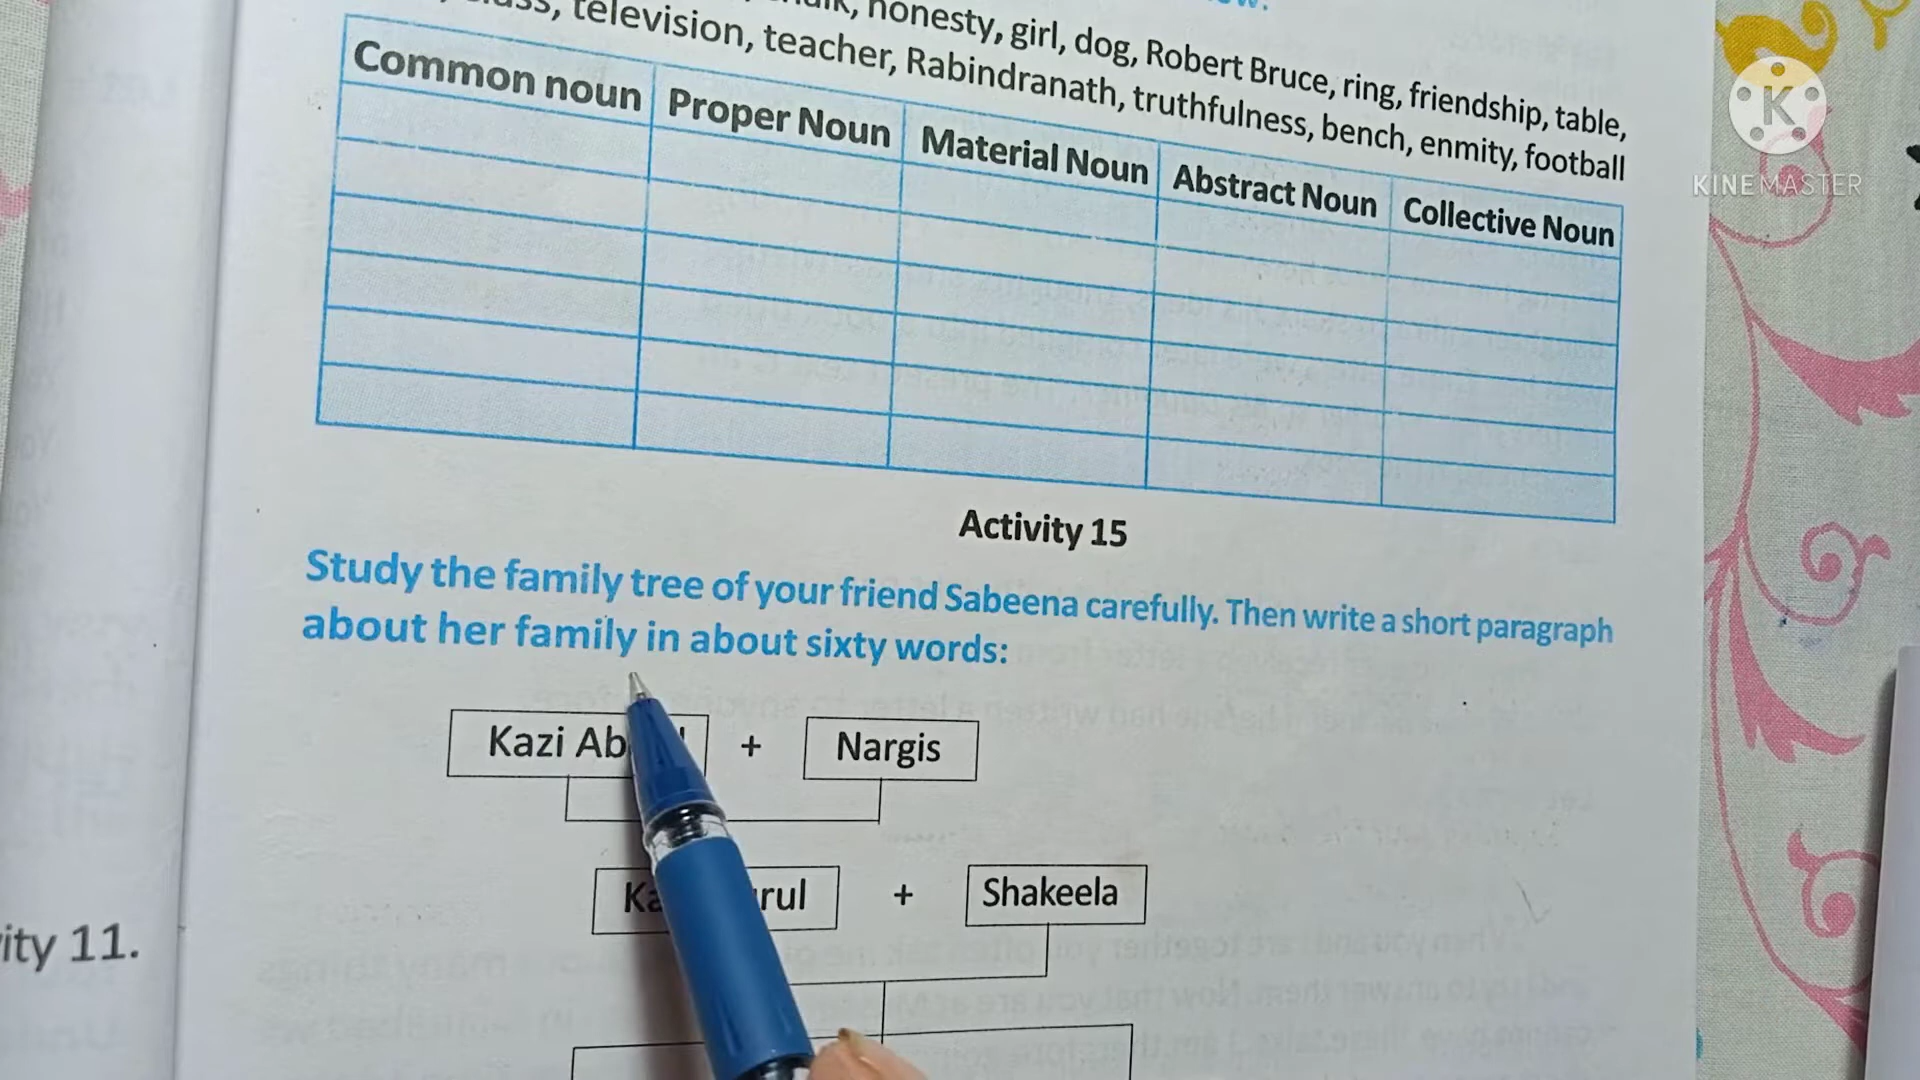 honesty, girl, dog, Robert Bruce, ring, friendship, table,
television, teacher, Rabindranath, truthfulness, bench, enmity, football
Common noun Proper Noun Material Noun Abstract Noun Collective Noun
Activity 15
Study the family tree of your friend Sabeena carefully. Then write a short paragraph
about her family in about sixty words:
Kazi + Nargis
+ Shakeela
11.
KINEMASTER